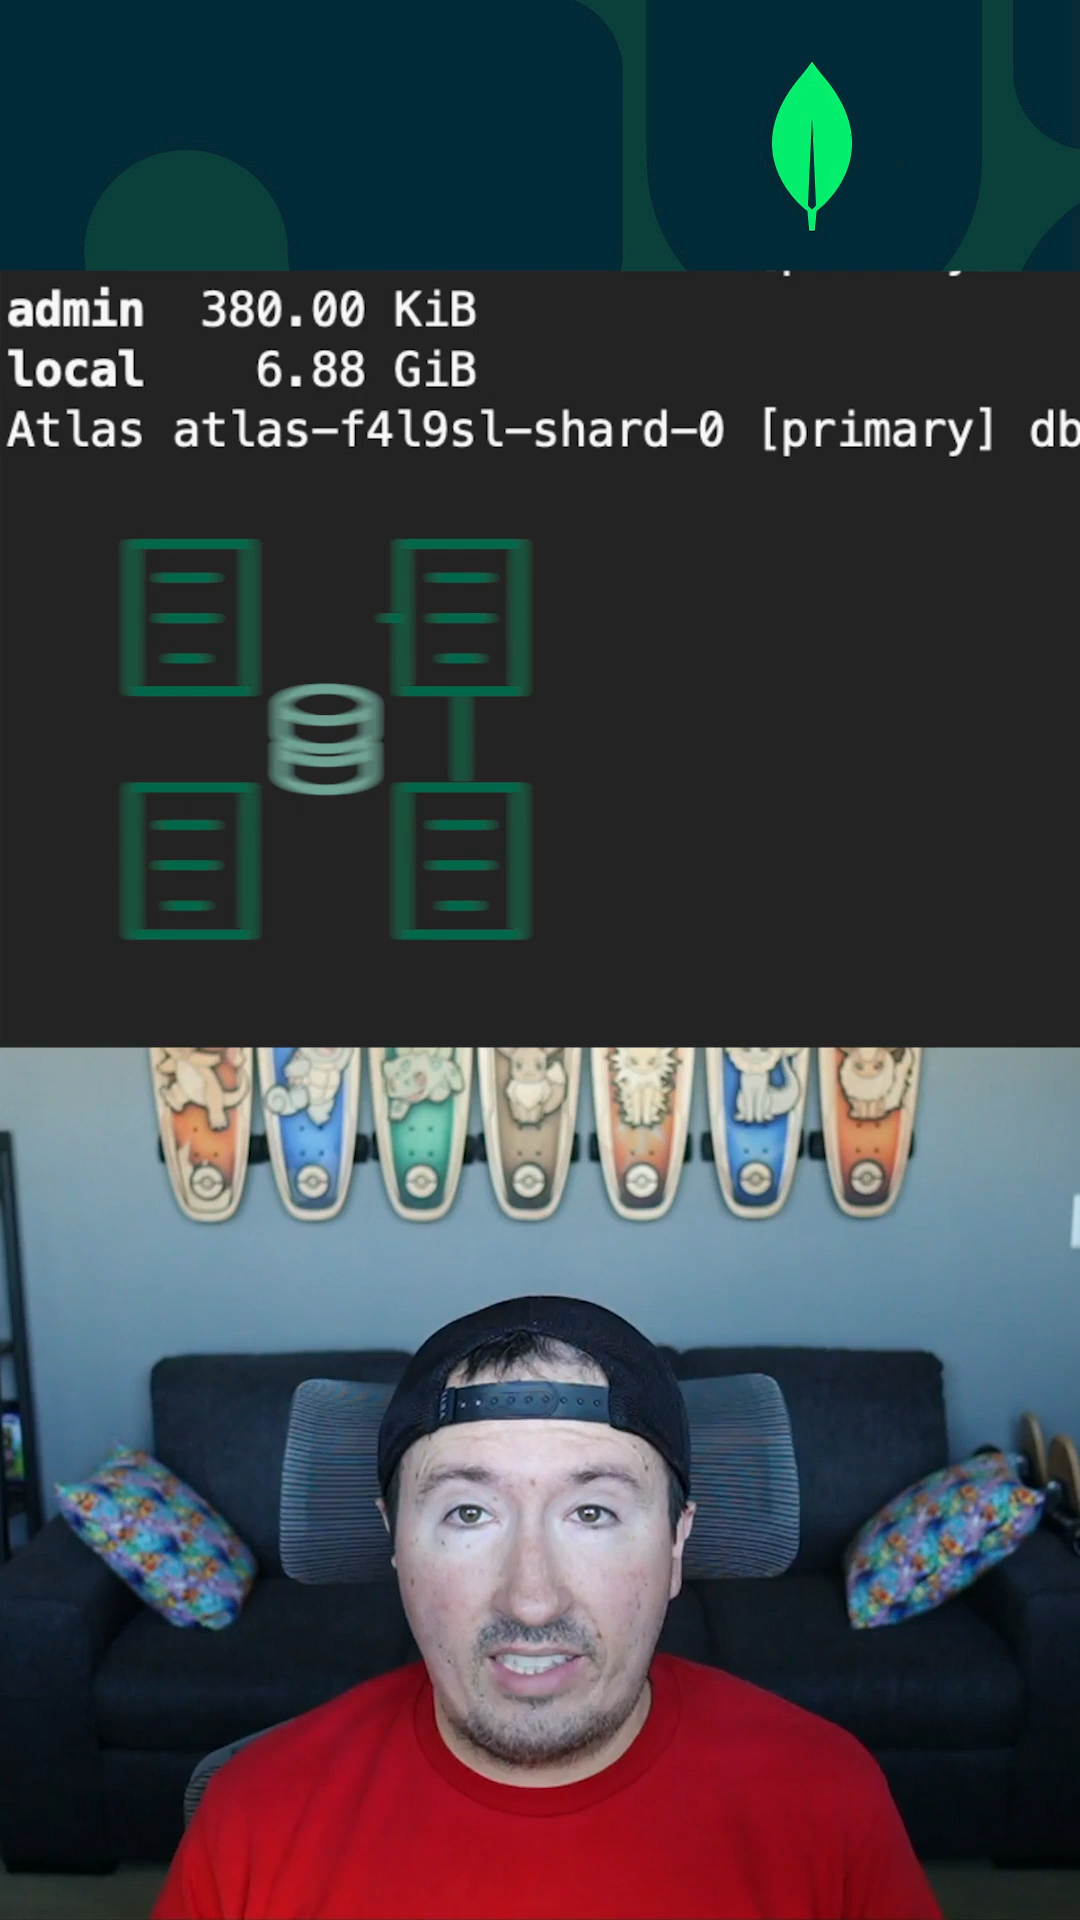 admin 380.00 KiB
local 6.88 GiB
Atlas atlas-f4l9sl-shard-0 [primary] db